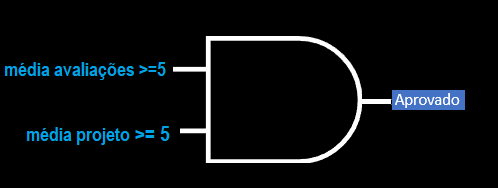 média avaliações >=5
média projeto >= 5
Aprovado